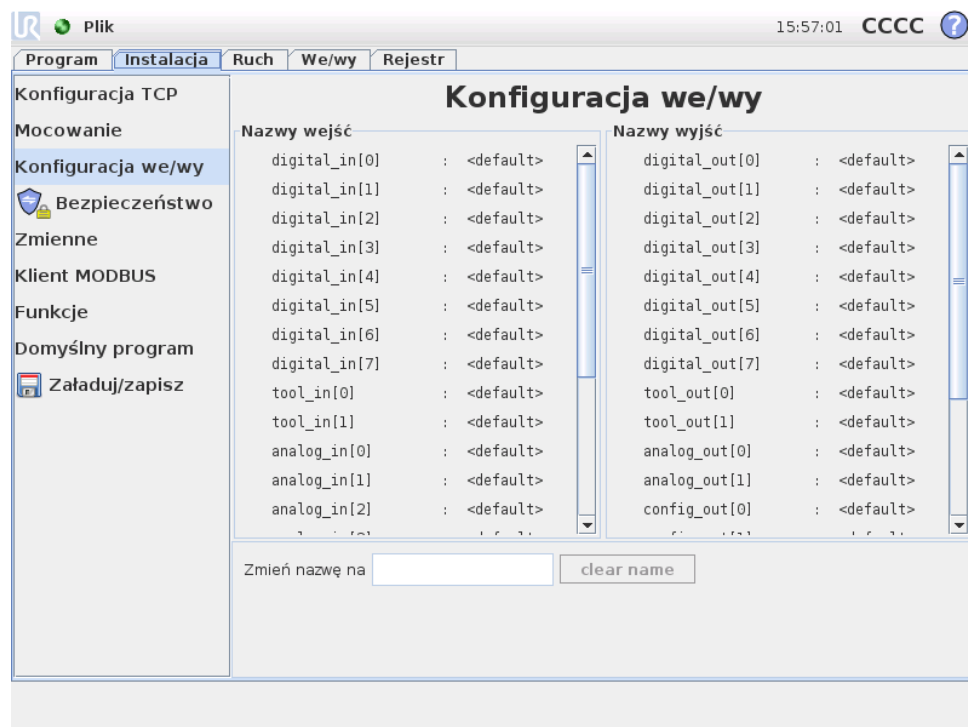 UR Plik 15:57:01 CCCC ?
Program Instalacja Ruch We/wy Rejestr
Konfiguracja TCP
Mocowanie
Konfiguracja we/wy
Bezpieczeństwo
Zmienne
Klient MODBUS
Funkcje
Domyślny program
Załaduj/zapisz
Konfiguracja we/wy
Nazwy wejść
digital_in[0] : <default>
digital_in[1] : <default>
digital_in[2] : <default>
digital_in[3] : <default>
digital_in[4] : <default>
digital_in[5] : <default>
digital_in[6] : <default>
digital_in[7] : <default>
tool_in[0] : <default>
tool_in[1] : <default>
analog_in[0] : <default>
analog_in[1] : <default>
analog_in[2] : <default>
Nazwy wyjść
digital_out[0] : <default>
digital_out[1] : <default>
digital_out[2] : <default>
digital_out[3] : <default>
digital_out[4] : <default>
digital_out[5] : <default>
digital_out[6] : <default>
digital_out[7] : <default>
tool_out[0] : <default>
tool_out[1] : <default>
analog_out[0] : <default>
analog_out[1] : <default>
config_out[0] : <default>
Zmień nazwę na
clear name